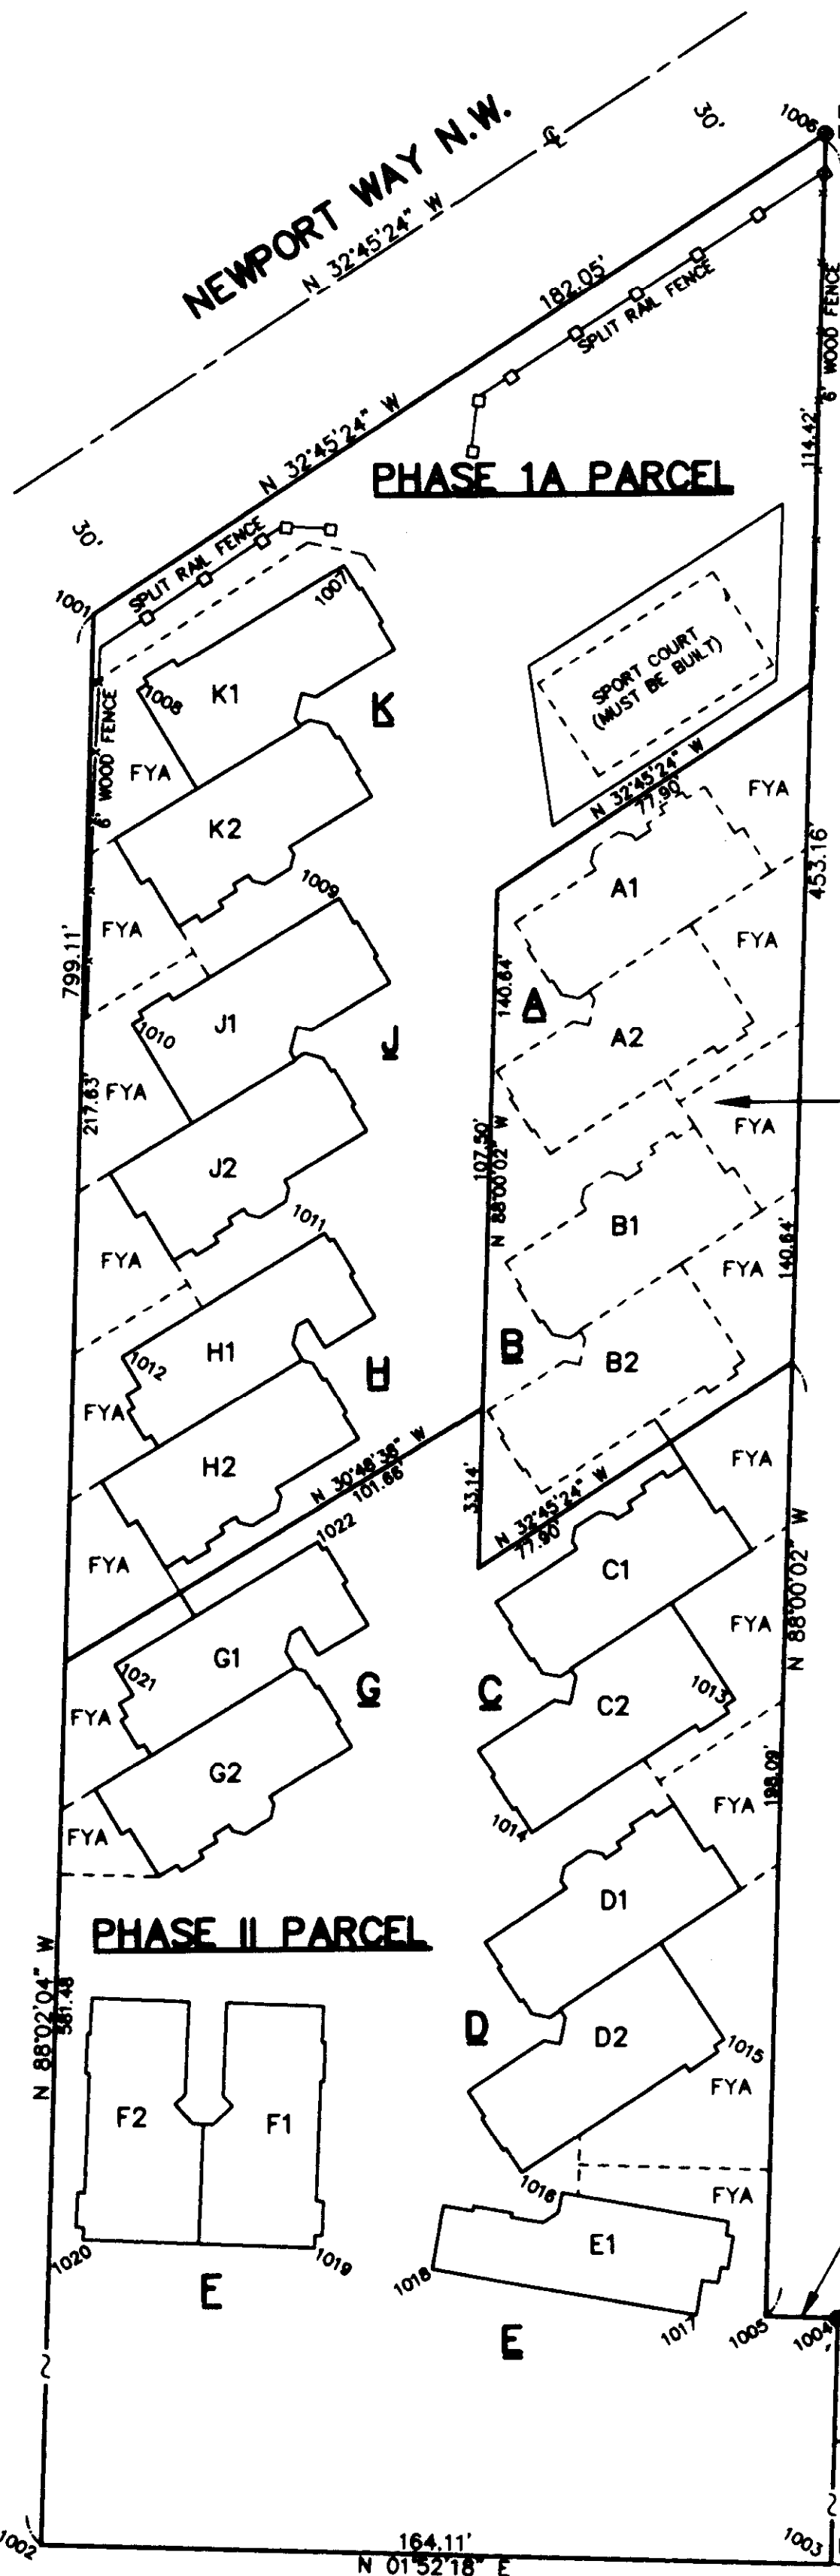 NEWPORT WAY N.W.
N 32°45'24" W
℄
30'
1006
182.05'
SPLIT RAIL FENCE
6' WOOD FENCE
114.42'
N 32°45'24" W
PHASE 1A PARCEL
30'
SPLIT RAIL FENCE
1001
1007
K1
1008
K
SPORT COURT
(MUST BE BUILT)
6' WOOD FENCE
FYA
N 32°45'24" W
77.90'
FYA
K2
453.16'
A1
1009
FYA
FYA
799.11'
140.64'
A
J1
1010
J
A2
FYA
217.63'
FYA
107.50'
N 88°00'02" W
J2
1011
B1
FYA
FYA
140.64'
H1
1012
H
B
B2
FYA
H2
N 30°48'38" W
101.66'
33.14'
N 32°45'24" W
77.90'
FYA
N 88°00'02" W
FYA
1022
C1
G1
1021
G
C
FYA
1013
C2
FYA
G2
1014
198.09'
FYA
FYA
D1
PHASE II PARCEL
N 88°02'04" W
581.48
D
D2
1015
FYA
F2
F1
1016
FYA
E1
1020
1019
1018
E
1017
1005
1004
E
1002
164.11'
N 01°52'18" E
1003